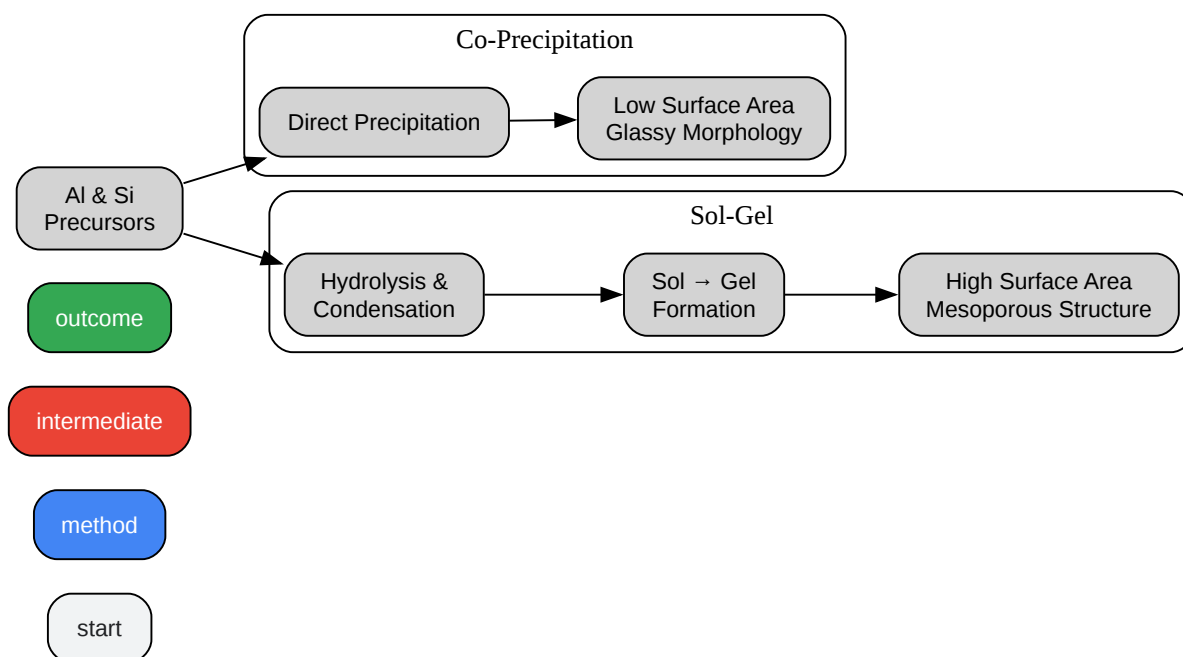 Co-Precipitation
Direct Precipitation
Low Surface Area
Glassy Morphology
Al & Si
Precursors
Sol-Gel
Hydrolysis &
Condensation
Sol → Gel
Formation
High Surface Area
Mesoporous Structure
outcome
intermediate
method
start